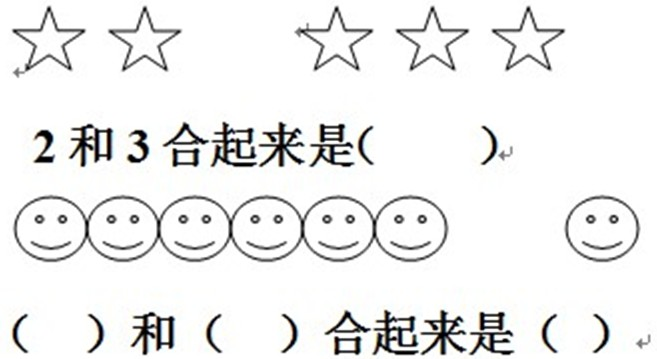 2 和 3 合起来是(        )
(    ) 和 (    ) 合起来是 (  )